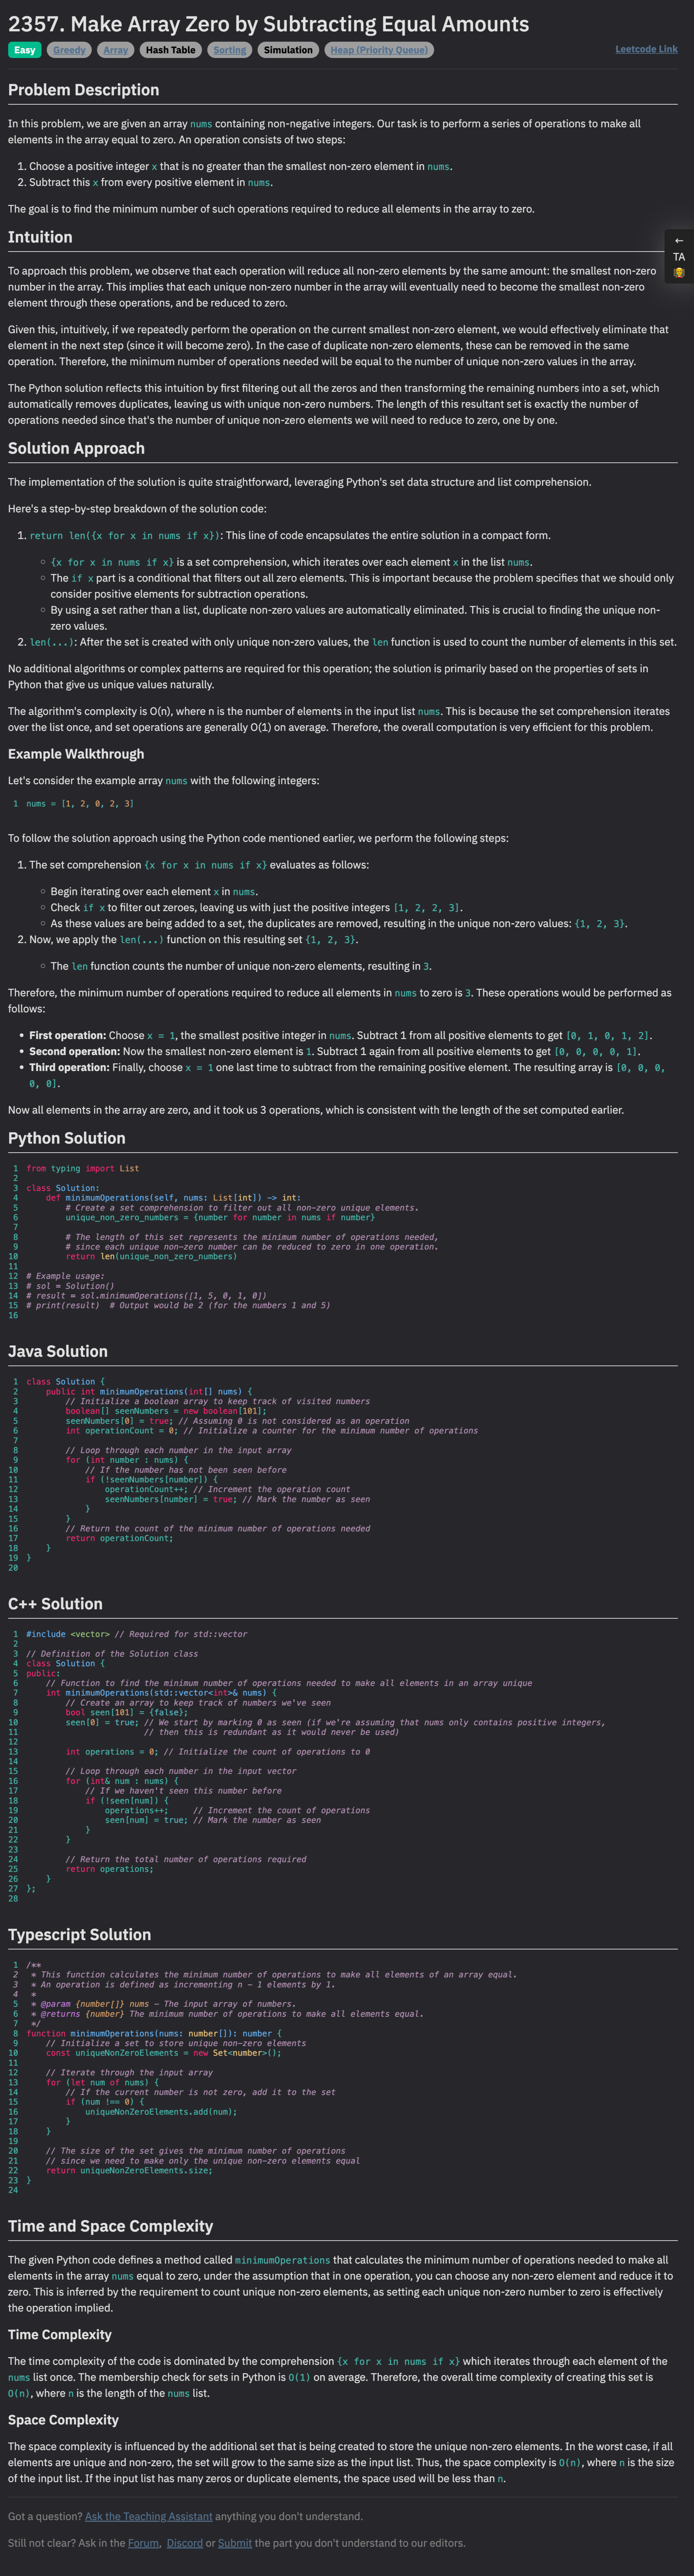 2357. Make Array Zero by Subtracting Equal Amounts
Easy Greedy Array Hash Table Sorting Simulation Heap (Priority Queue) Leetcode Link
Problem Description
In this problem, we are given an array nums containing non-negative integers. Our task is to perform a series of operations to make all
elements in the array equal to zero. An operation consists of two steps:
1. Choose a positive integer x that is no greater than the smallest non-zero element in nums.
2. Subtract this x from every positive element in nums.
The goal is to find the minimum number of such operations required to reduce all elements in the array to zero.
←
TA
Intuition
To approach this problem, we observe that each operation will reduce all non-zero elements by the same amount: the smallest non-zero
number in the array. This implies that each unique non-zero number in the array will eventually need to become the smallest non-zero
element through these operations, and be reduced to zero.
Given this, intuitively, if we repeatedly perform the operation on the current smallest non-zero element, we would effectively eliminate that
element in the next step (since it will become zero). In the case of duplicate non-zero elements, these can be removed in the same
operation. Therefore, the minimum number of operations needed will be equal to the number of unique non-zero values in the array.
The Python solution reflects this intuition by first filtering out all the zeros and then transforming the remaining numbers into a set, which
automatically removes duplicates, leaving us with unique non-zero numbers. The length of this resultant set is exactly the number of
operations needed since that's the number of unique non-zero elements we will need to reduce to zero, one by one.
Solution Approach
The implementation of the solution is quite straightforward, leveraging Python's set data structure and list comprehension.
Here's a step-by-step breakdown of the solution code:
1. return len({x for x in nums if x}): This line of code encapsulates the entire solution in a compact form.
○ {x for x in nums if x} is a set comprehension, which iterates over each element x in the list nums.
○ The if x part is a conditional that filters out all zero elements. This is important because the problem specifies that we should only
consider positive elements for subtraction operations.
○ By using a set rather than a list, duplicate non-zero values are automatically eliminated. This is crucial to finding the unique non-
zero values.
2. len(...): After the set is created with only unique non-zero values, the len function is used to count the number of elements in this set.
No additional algorithms or complex patterns are required for this operation; the solution is primarily based on the properties of sets in
Python that give us unique values naturally.
The algorithm's complexity is O(n), where n is the number of elements in the input list nums. This is because the set comprehension iterates
over the list once, and set operations are generally O(1) on average. Therefore, the overall computation is very efficient for this problem.
Example Walkthrough
Let's consider the example array nums with the following integers:
1 nums = [1, 2, 0, 2, 3]
To follow the solution approach using the Python code mentioned earlier, we perform the following steps:
1. The set comprehension {x for x in nums if x} evaluates as follows:
○ Begin iterating over each element x in nums.
○ Check if x to filter out zeroes, leaving us with just the positive integers [1, 2, 2, 3].
○ As these values are being added to a set, the duplicates are removed, resulting in the unique non-zero values: {1, 2, 3}.
2. Now, we apply the len(...) function on this resulting set {1, 2, 3}.
○ The len function counts the number of unique non-zero elements, resulting in 3.
Therefore, the minimum number of operations required to reduce all elements in nums to zero is 3. These operations would be performed as
follows:
• First operation: Choose x = 1, the smallest positive integer in nums. Subtract 1 from all positive elements to get [0, 1, 0, 1, 2].
• Second operation: Now the smallest non-zero element is 1. Subtract 1 again from all positive elements to get [0, 0, 0, 0, 1].
• Third operation: Finally, choose x = 1 one last time to subtract from the remaining positive element. The resulting array is [0, 0, 0,
0, 0].
Now all elements in the array are zero, and it took us 3 operations, which is consistent with the length of the set computed earlier.
Python Solution
1 from typing import List
2
3 class Solution:
4     def minimumOperations(self, nums: List[int]) -> int:
5         # Create a set comprehension to filter out all non-zero unique elements.
6         unique_non_zero_numbers = {number for number in nums if number}
7
8         # The length of this set represents the minimum number of operations needed,
9         # since each unique non-zero number can be reduced to zero in one operation.
10         return len(unique_non_zero_numbers)
11
12 # Example usage:
13 # sol = Solution()
14 # result = sol.minimumOperations([1, 5, 0, 1, 0])
15 # print(result)  # Output would be 2 (for the numbers 1 and 5)
16
Java Solution
1 class Solution {
2     public int minimumOperations(int[] nums) {
3         // Initialize a boolean array to keep track of visited numbers
4         boolean[] seenNumbers = new boolean[101];
5         seenNumbers[0] = true; // Assuming 0 is not considered as an operation
6         int operationCount = 0; // Initialize a counter for the minimum number of operations
7
8         // Loop through each number in the input array
9         for (int number : nums) {
10             // If the number has not been seen before
11             if (!seenNumbers[number]) {
12                 operationCount++; // Increment the operation count
13                 seenNumbers[number] = true; // Mark the number as seen
14             }
15         }
16         // Return the count of the minimum number of operations needed
17         return operationCount;
18     }
19 }
20
C++ Solution
1 #include <vector> // Required for std::vector
2
3 // Definition of the Solution class
4 class Solution {
5 public:
6     // Function to find the minimum number of operations needed to make all elements in an array unique
7     int minimumOperations(std::vector<int>& nums) {
8         // Create an array to keep track of numbers we've seen
9         bool seen[101] = {false};
10         seen[0] = true; // We start by marking 0 as seen (if we're assuming that nums only contains positive integers,
11                         // then this is redundant as it would never be used)
12
13         int operations = 0; // Initialize the count of operations to 0
14
15         // Loop through each number in the input vector
16         for (int& num : nums) {
17             // If we haven't seen this number before
18             if (!seen[num]) {
19                 operations++;     // Increment the count of operations
20                 seen[num] = true; // Mark the number as seen
21             }
22         }
23
24         // Return the total number of operations required
25         return operations;
26     }
27 };
28
Typescript Solution
1 /**
2  * This function calculates the minimum number of operations to make all elements of an array equal.
3  * An operation is defined as incrementing n - 1 elements by 1.
4  *
5  * @param {number[]} nums - The input array of numbers.
6  * @returns {number} The minimum number of operations to make all elements equal.
7  */
8 function minimumOperations(nums: number[]): number {
9     // Initialize a set to store unique non-zero elements
10     const uniqueNonZeroElements = new Set<number>();
11
12     // Iterate through the input array
13     for (let num of nums) {
14         // If the current number is not zero, add it to the set
15         if (num !== 0) {
16             uniqueNonZeroElements.add(num);
17         }
18     }
19
20     // The size of the set gives the minimum number of operations
21     // since we need to make only the unique non-zero elements equal
22     return uniqueNonZeroElements.size;
23 }
24
Time and Space Complexity
The given Python code defines a method called minimumOperations that calculates the minimum number of operations needed to make all
elements in the array nums equal to zero, under the assumption that in one operation, you can choose any non-zero element and reduce it to
zero. This is inferred by the requirement to count unique non-zero elements, as setting each unique non-zero number to zero is effectively
the operation implied.
Time Complexity
The time complexity of the code is dominated by the comprehension {x for x in nums if x} which iterates through each element of the
nums list once. The membership check for sets in Python is O(1) on average. Therefore, the overall time complexity of creating this set is
O(n), where n is the length of the nums list.
Space Complexity
The space complexity is influenced by the additional set that is being created to store the unique non-zero elements. In the worst case, if all
elements are unique and non-zero, the set will grow to the same size as the input list. Thus, the space complexity is O(n), where n is the size
of the input list. If the input list has many zeros or duplicate elements, the space used will be less than n.
Got a question? Ask the Teaching Assistant anything you don't understand.
Still not clear? Ask in the Forum, Discord or Submit the part you don't understand to our editors.